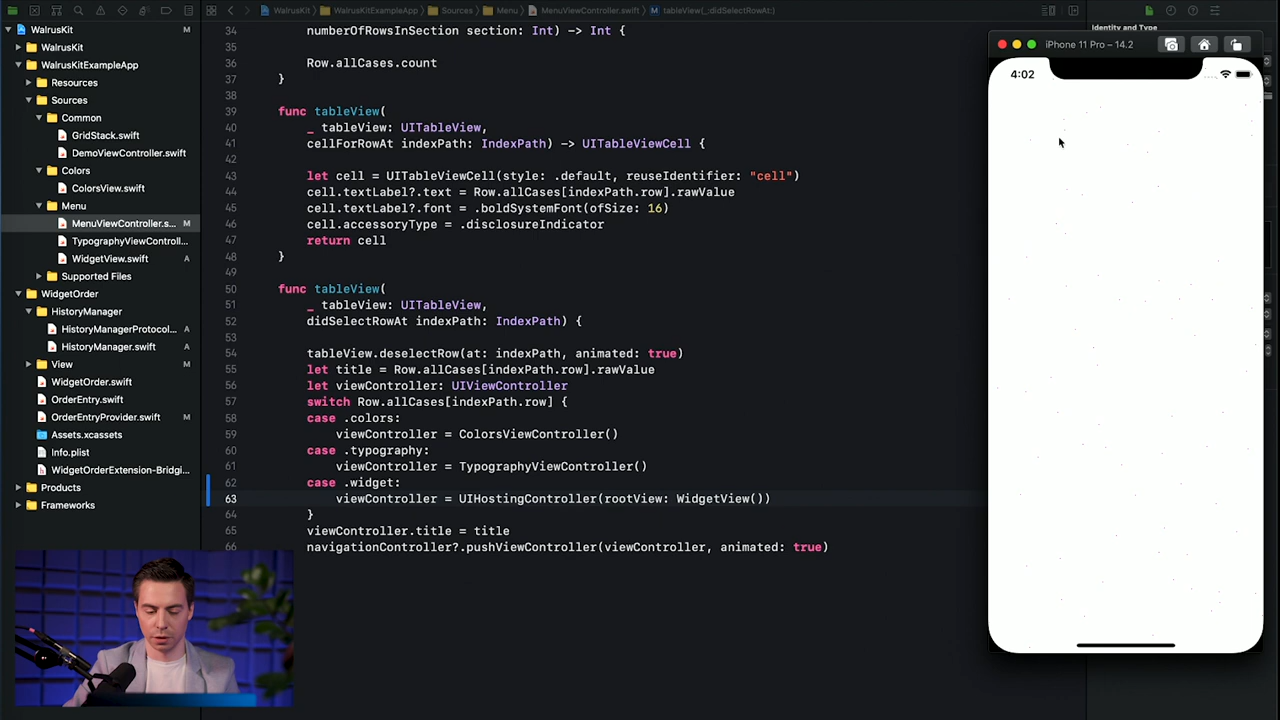 WalrusKit
WalrusKit
WalrusKitExampleApp
Resources
Sources
Common
GridStack.swift
DemoViewController.swift
Colors
ColorsView.swift
Menu
MenuViewController.s... M
TypographyViewControll...
WidgetView.swift A
Supported Files
WidgetOrder
HistoryManager
HistoryManagerProtocol... A
HistoryManager.swift A
View
WidgetOrder.swift
OrderEntry.swift
OrderEntryProvider.swift M
Assets.xcassets
Info.plist
WidgetOrderExtension-Bridgi...
Products
Frameworks
WalrusKit WalrusKitExampleApp Sources Menu MenuViewController.swift tableView(_:didSelectRowAt:)
34 numberOfRowsInSection section: Int) -> Int {
35
36 Row.allCases.count
37 }
38
39 func tableView(
40 _ tableView: UITableView,
41 cellForRowAt indexPath: IndexPath) -> UITableViewCell {
42
43 let cell = UITableViewCell(style: .default, reuseIdentifier: "cell")
44 cell.textLabel?.text = Row.allCases[indexPath.row].rawValue
45 cell.textLabel?.font = .boldSystemFont(ofSize: 16)
46 cell.accessoryType = .disclosureIndicator
47 return cell
48 }
49
50 func tableView(
51 _ tableView: UITableView,
52 didSelectRowAt indexPath: IndexPath) {
53
54 tableView.deselectRow(at: indexPath, animated: true)
55 let title = Row.allCases[indexPath.row].rawValue
56 let viewController: UIViewController
57 switch Row.allCases[indexPath.row] {
58 case .colors:
59 viewController = ColorsViewController()
60 case .typography:
61 viewController = TypographyViewController()
62 case .widget:
63 viewController = UIHostingController(rootView: WidgetView())
64 }
65 viewController.title = title
66 navigationController?.pushViewController(viewController, animated: true)
Identity and Type
iPhone 11 Pro – 14.2
4:02